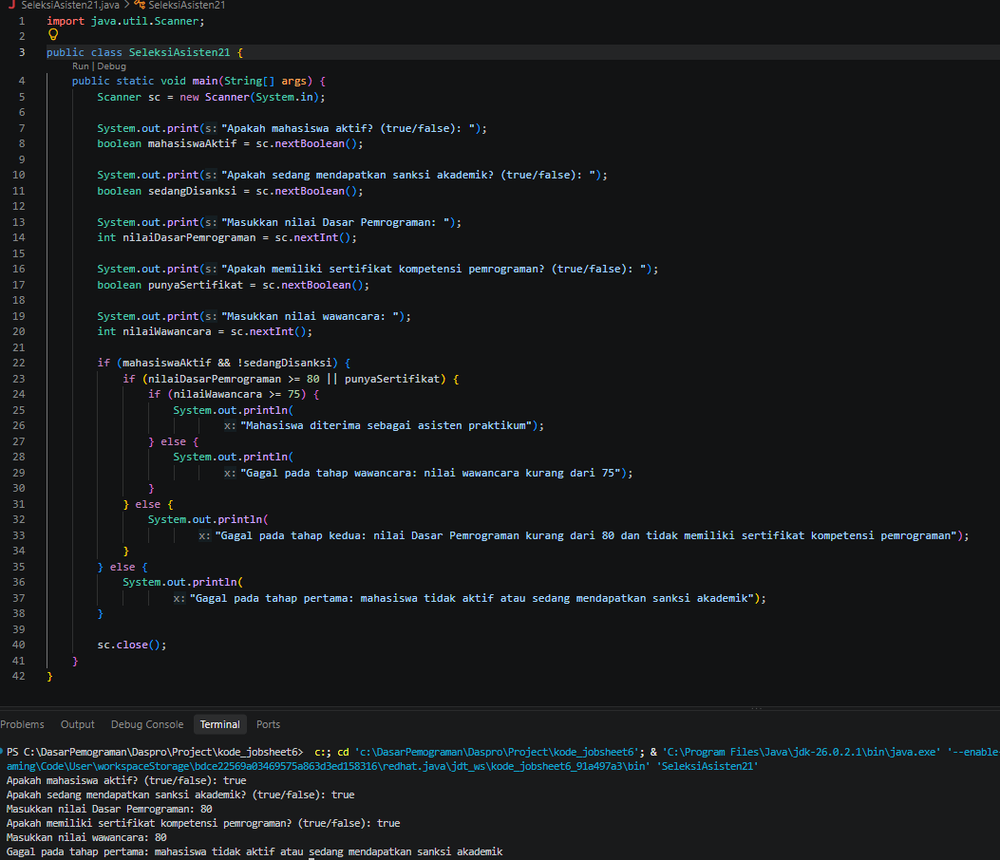 SeleksiAsisten21.java > SeleksiAsisten21
1 import java.util.Scanner;
2
3 public class SeleksiAsisten21 {
Run | Debug
4 public static void main(String[] args) {
5 Scanner sc = new Scanner(System.in);
6
7 System.out.print(s: "Apakah mahasiswa aktif? (true/false): ");
8 boolean mahasiswaAktif = sc.nextBoolean();
9
10 System.out.print(s: "Apakah sedang mendapatkan sanksi akademik? (true/false): ");
11 boolean sedangDisanksi = sc.nextBoolean();
12
13 System.out.print(s: "Masukkan nilai Dasar Pemrograman: ");
14 int nilaiDasarPemrograman = sc.nextInt();
15
16 System.out.print(s: "Apakah memiliki sertifikat kompetensi pemrograman? (true/false): ");
17 boolean punyaSertifikat = sc.nextBoolean();
18
19 System.out.print(s: "Masukkan nilai wawancara: ");
20 int nilaiWawancara = sc.nextInt();
21
22 if (mahasiswaAktif && !sedangDisanksi) {
23 if (nilaiDasarPemrograman >= 80 || punyaSertifikat) {
24 if (nilaiWawancara >= 75) {
25 System.out.println(
26 x: "Mahasiswa diterima sebagai asisten praktikum");
27 } else {
28 System.out.println(
29 x: "Gagal pada tahap wawancara: nilai wawancara kurang dari 75");
30 }
31 } else {
32 System.out.println(
33 x: "Gagal pada tahap kedua: nilai Dasar Pemrograman kurang dari 80 dan tidak memiliki sertifikat kompetensi pemrograman");
34 }
35 } else {
36 System.out.println(
37 x: "Gagal pada tahap pertama: mahasiswa tidak aktif atau sedang mendapatkan sanksi akademik");
38 }
39
40 sc.close();
41 }
42 }
Problems Output Debug Console Terminal Ports
PS C:\DasarPemograman\Daspro\Project\kode_jobsheet6> c:; cd 'c:\DasarPemograman\Daspro\Project\kode_jobsheet6'; & 'C:\Program Files\Java\jdk-26.0.2.1\bin\java.exe' '--enable-
aming\Code\User\workspaceStorage\bdce22569a03469575a863d3ed158316\redhat.java\jdt_ws\kode_jobsheet6_91a497a3\bin' 'SeleksiAsisten21'
Apakah mahasiswa aktif? (true/false): true
Apakah sedang mendapatkan sanksi akademik? (true/false): true
Masukkan nilai Dasar Pemrograman: 80
Apakah memiliki sertifikat kompetensi pemrograman? (true/false): true
Masukkan nilai wawancara: 80
Gagal pada tahap pertama: mahasiswa tidak aktif atau sedang mendapatkan sanksi akademik